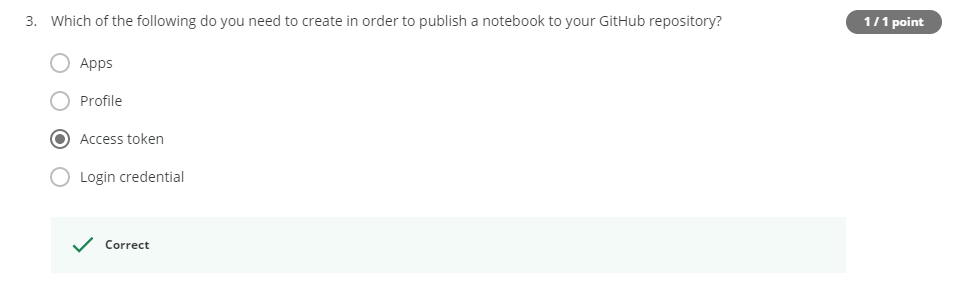 3. Which of the following do you need to create in order to publish a notebook to your GitHub repository?
1 / 1 point
Apps
Profile
Access token
Login credential
Correct